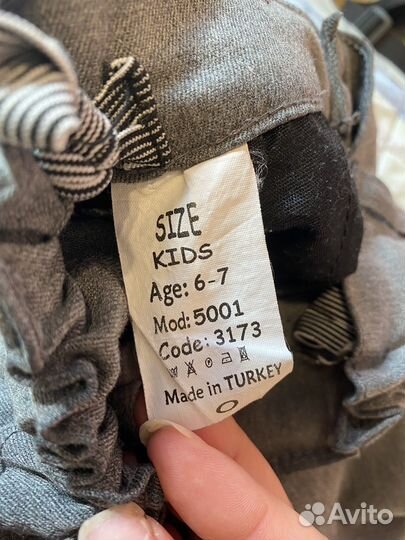 SIZE
KIDS
Age: 6-7
Mod: 5001
Code: 3173
Made in TURKEY
Avito